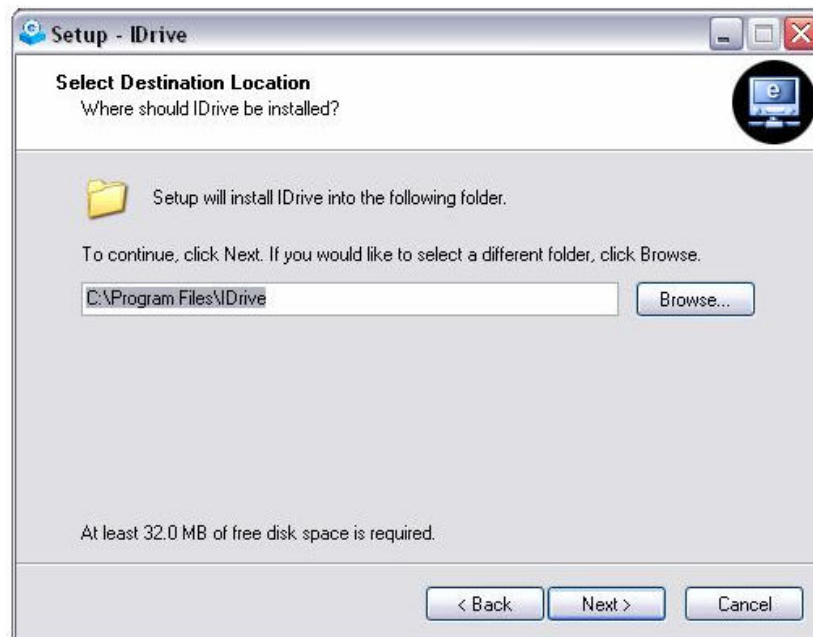 Setup - IDrive
Select Destination Location
Where should IDrive be installed?
e
Setup will install IDrive into the following folder.
To continue, click Next. If you would like to select a different folder, click Browse.
C:\Program Files\IDrive
Browse...
At least 32.0 MB of free disk space is required.
< Back
Next >
Cancel